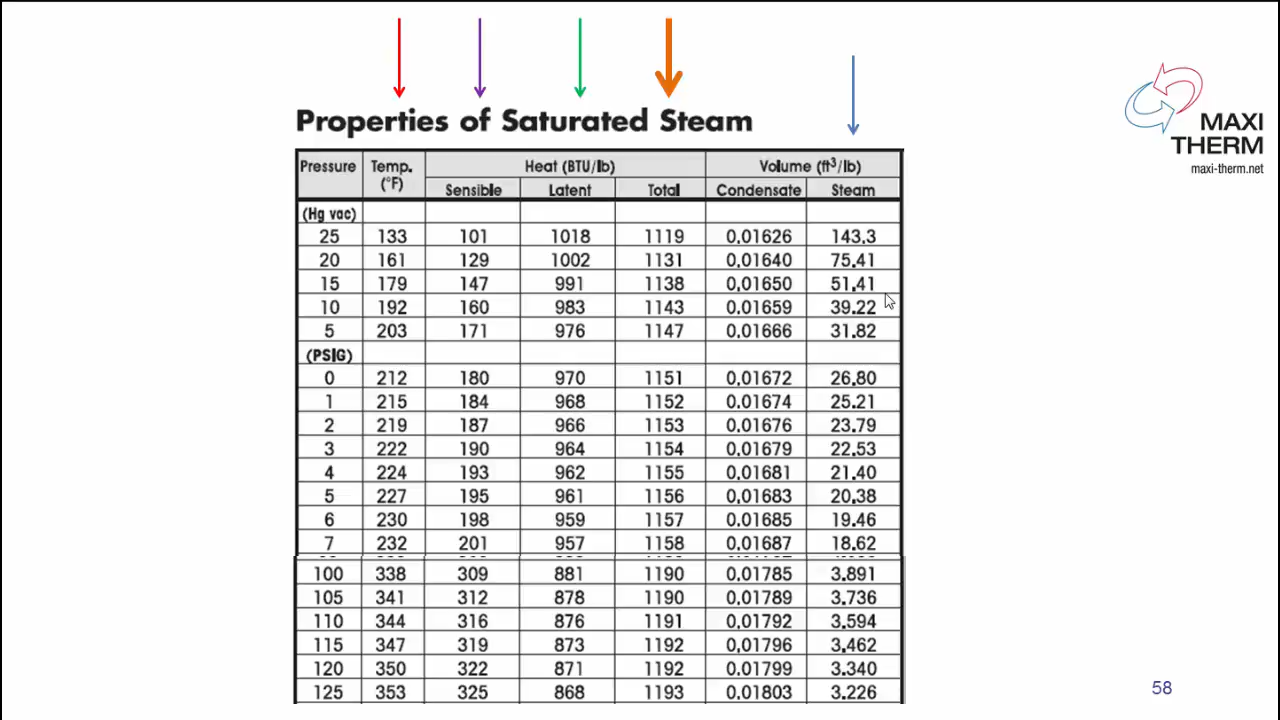 MAXI
THERM
maxi-therm.net
Properties of Saturated Steam
Pressure Temp. (°F) Heat (BTU/lb) Volume (ft³/lb)
Sensible Latent Total Condensate Steam
(Hg vac)
25 133 101 1018 1119 0.01626 143.3
20 161 129 1002 1131 0.01640 75.41
15 179 147 991 1138 0.01650 51.41
10 192 160 983 1143 0.01659 39.22
5 203 171 976 1147 0.01666 31.82
(PSIG)
0 212 180 970 1151 0.01672 26.80
1 215 184 968 1152 0.01674 25.21
2 219 187 966 1153 0.01676 23.79
3 222 190 964 1154 0.01679 22.53
4 224 193 962 1155 0.01681 21.40
5 227 195 961 1156 0.01683 20.38
6 230 198 959 1157 0.01685 19.46
7 232 201 957 1158 0.01687 18.62
100 338 309 881 1190 0.01785 3.891
105 341 312 878 1190 0.01789 3.736
110 344 316 876 1191 0.01792 3.594
115 347 319 873 1192 0.01796 3.462
120 350 322 871 1192 0.01799 3.340
125 353 325 868 1193 0.01803 3.226
58